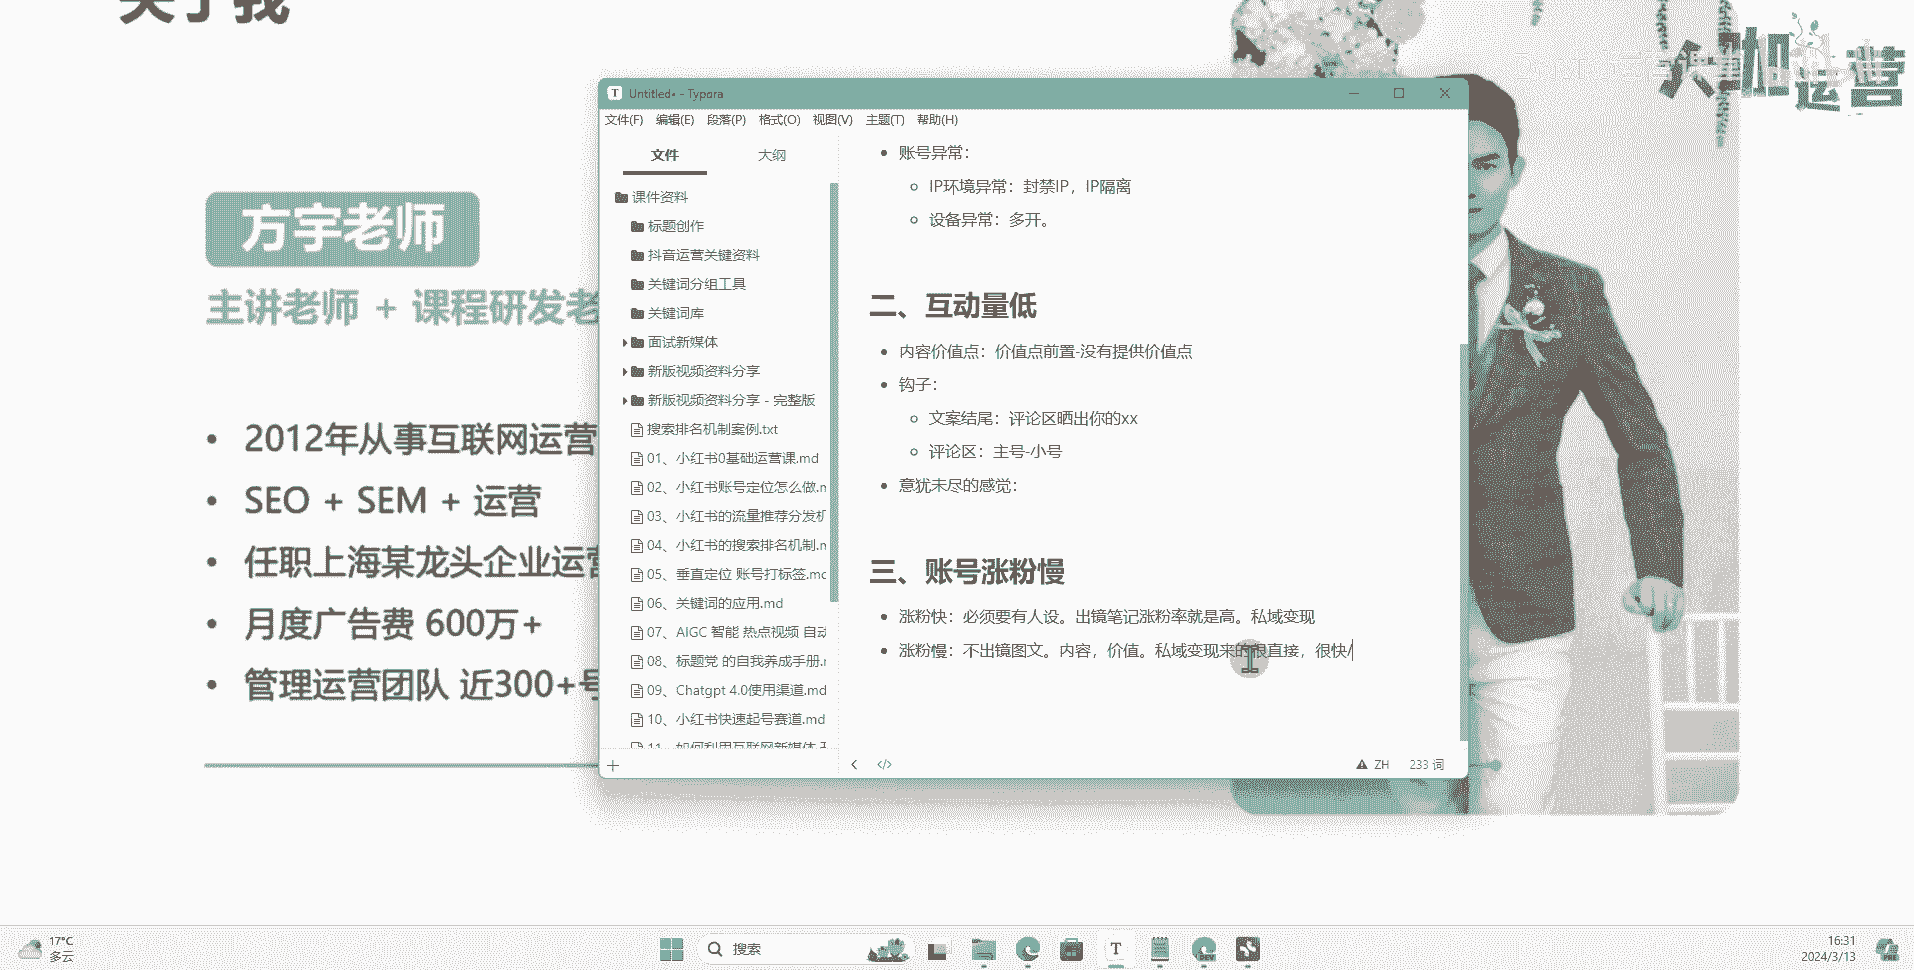 关于我
大咖运营
方宇老师
主讲老师 + 课程研发老
2012年从事互联网运营
SEO + SEM + 运营
任职上海某龙头企业运营
月度广告费 600万+
管理运营团队 近300+号
Untitled• - Typora
文件(F) 编辑(E) 段落(P) 格式(O) 视图(V) 主题(T) 帮助(H)
文件 大纲
课件资料
标题创作
抖音运营关键资料
关键词分组工具
关键词库
面试新媒体
新版视频资料分享
新版视频资料分享 - 完整版
搜索排名机制案例.txt
01、小红书0基础运营课.md
02、小红书账号定位怎么做.m
03、小红书的流量推荐分发机
04、小红书的搜索排名机制.m
05、垂直定位 账号打标签.md
06、关键词的应用.md
07、AIGC 智能 热点视频 自动
08、标题党 的自我养成手册.m
09、Chatgpt 4.0使用渠道.md
10、小红书快速起号赛道.md
11、如何利用互联网新媒体
账号异常：
IP环境异常：封禁IP，IP隔离
设备异常：多开。
二、互动量低
内容价值点：价值点前置-没有提供价值点
钩子：
文案结尾：评论区晒出你的xx
评论区：主号-小号
意犹未尽的感觉：
三、账号涨粉慢
涨粉快：必须要有人设。出镜笔记涨粉率就是高。私域变现
涨粉慢：不出镜图文。内容，价值。私域变现来的很直接，很快/
ZH 233 词
17°C
多云
搜索
16:31
2024/3/13